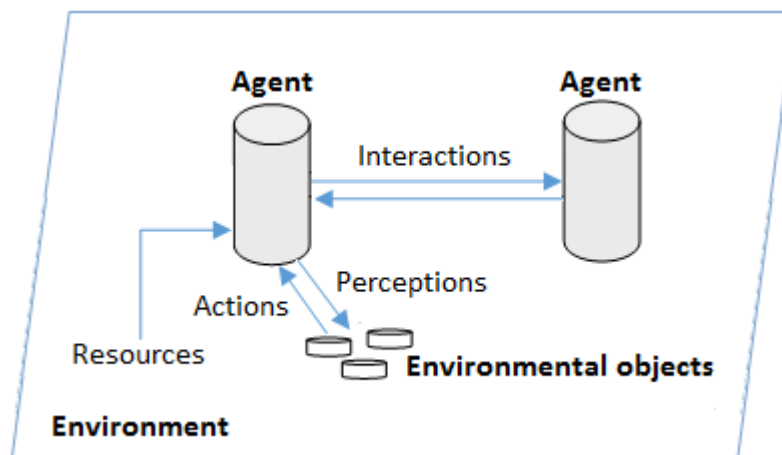 Agent
Agent
Interactions
Perceptions
Actions
Resources
Environmental objects
Environment